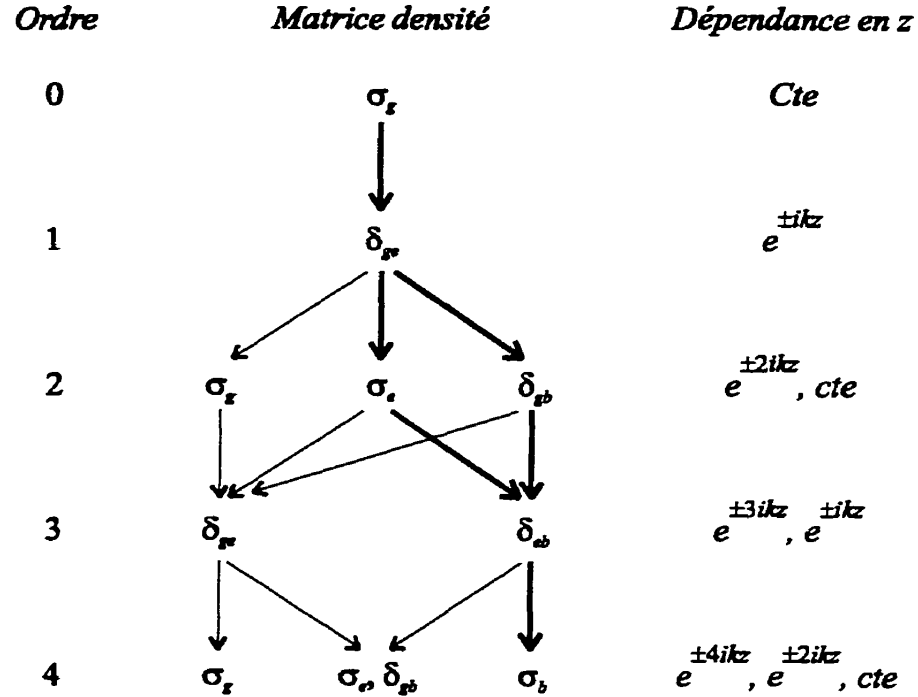 Ordre Matrice densité Dépendance en z
0 σg Cte
1 δge e^±ikz
2 σg σe δgb e^±2ikz, cte
3 δge δeb e^±3ikz, e^±ikz
4 σg σe, δgb σb e^±4ikz, e^±2ikz, cte